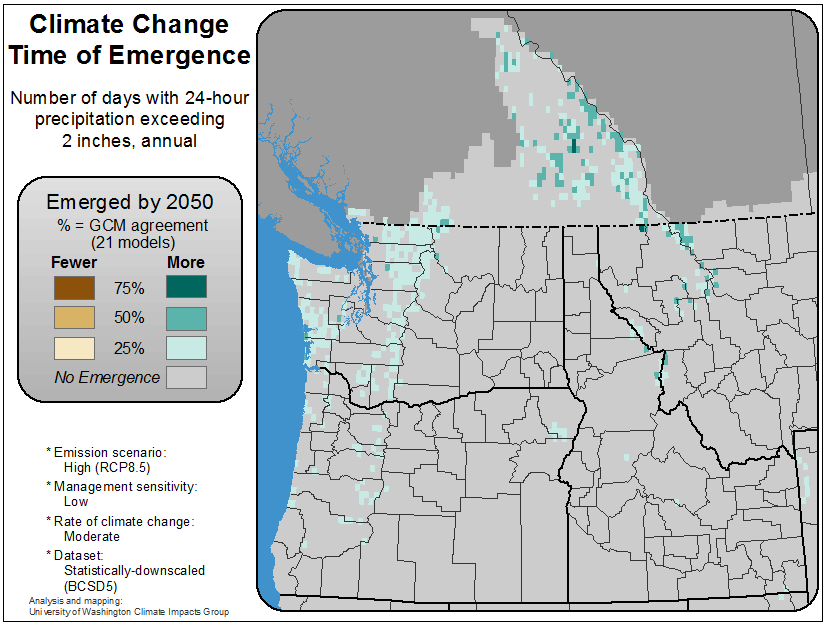 Climate Change
Time of Emergence
Number of days with 24-hour
precipitation exceeding
2 inches, annual
Emerged by 2050
% = GCM agreement
(21 models)
Fewer More
75%
50%
25%
No Emergence
* Emission scenario:
High (RCP8.5)
* Management sensitivity:
Low
* Rate of climate change:
Moderate
* Dataset:
Statistically-downscaled
(BCSD5)
Analysis and mapping:
University of Washington Climate Impacts Group